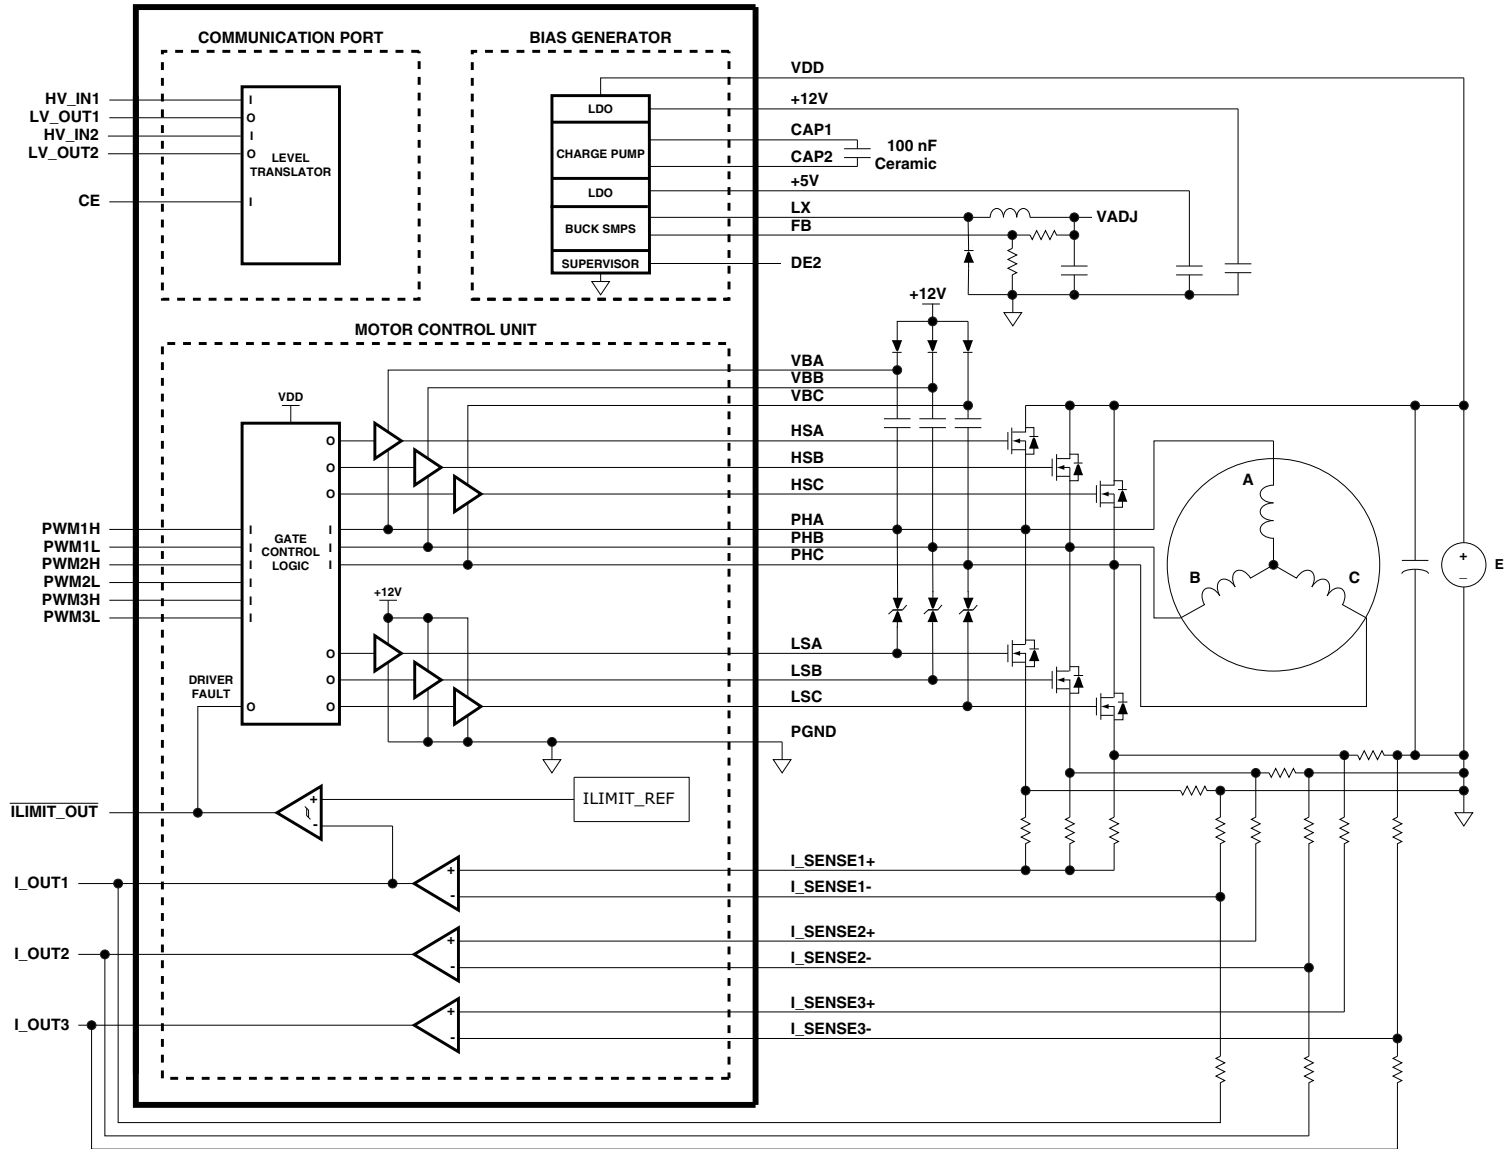 COMMUNICATION PORT
BIAS GENERATOR
HV_IN1
LV_OUT1
HV_IN2
LV_OUT2
CE
I
O
I
O
I
LEVEL
TRANSLATOR
LDO
CHARGE PUMP
LDO
BUCK SMPS
SUPERVISOR
VDD
+12V
CAP1
CAP2
100 nF
Ceramic
+5V
LX
FB
VADJ
DE2
+12V
MOTOR CONTROL UNIT
VBA
VBB
VBC
VDD
O
O
O
HSA
HSB
HSC
PWM1H
PWM1L
PWM2H
PWM2L
PWM3H
PWM3L
I
I
I
I
I
I
GATE
CONTROL
LOGIC
I
I
I
PHA
PHB
PHC
A
B
C
+
–
E
+12V
O
O
O
LSA
LSB
LSC
DRIVER
FAULT
O
PGND
ILIMIT_OUT
+
-
ILIMIT_REF
I_OUT1
+
-
I_SENSE1+
I_SENSE1-
I_OUT2
+
-
I_SENSE2+
I_SENSE2-
I_OUT3
+
-
I_SENSE3+
I_SENSE3-